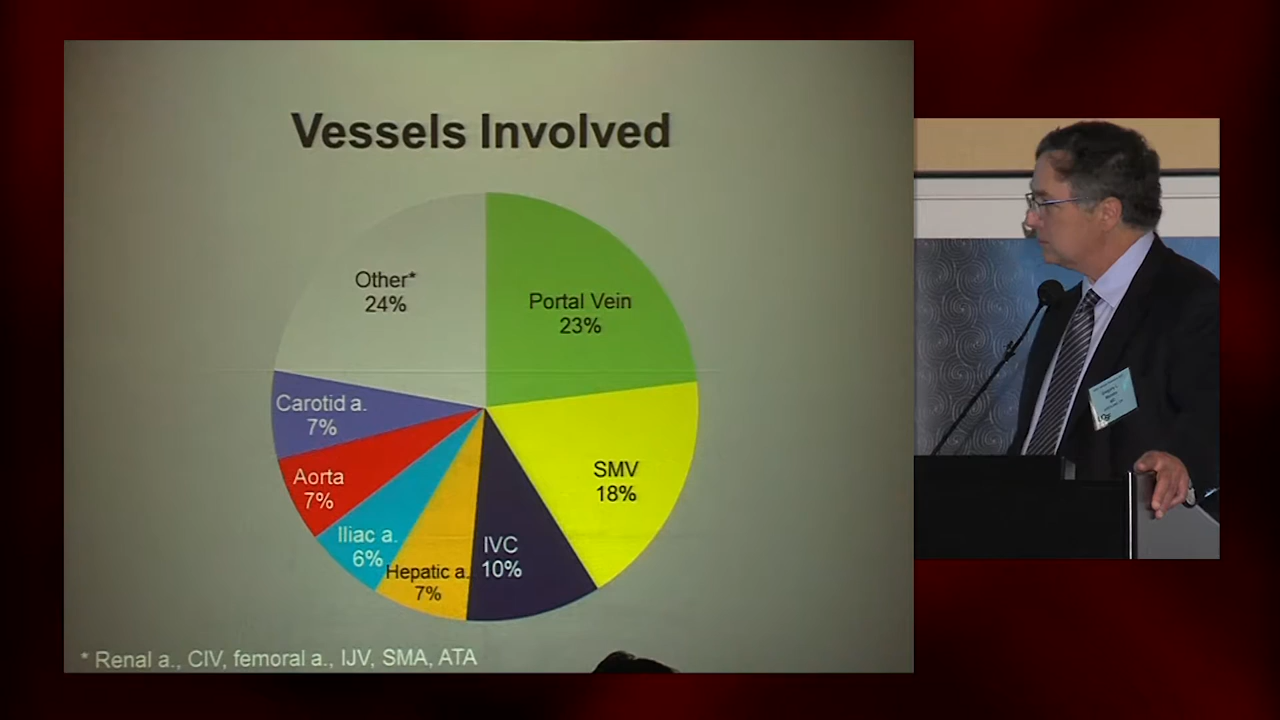 Vessels Involved
Other*
24%
Portal Vein
23%
Carotid a.
7%
SMV
18%
Aorta
7%
Iliac a.
6%
IVC
10%
Hepatic a.
7%
* Renal a., CIV, femoral a., IJV, SMA, ATA